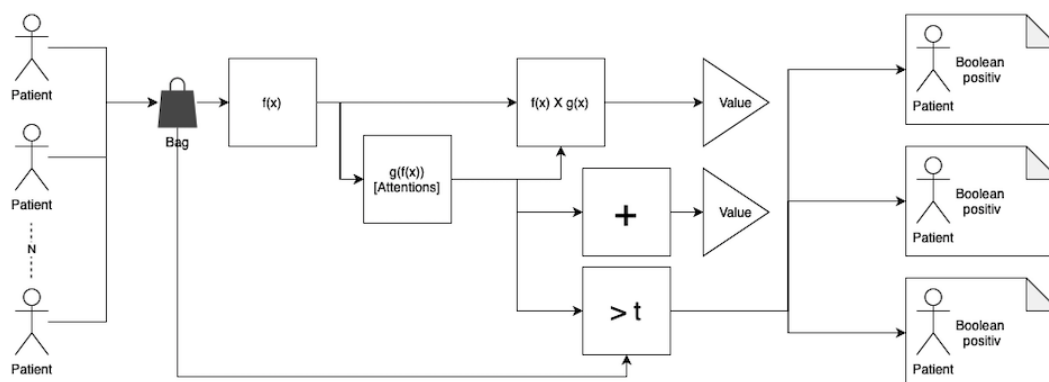 Patient
Patient
N
Patient
Bag
f(x)
g(f(x))
[Attentions]
f(x) X g(x)
Value
+
Value
> t
Boolean
positiv
Patient
Boolean
positiv
Patient
Boolean
positiv
Patient